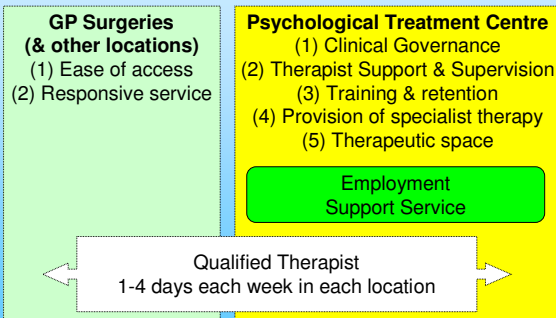 GP Surgeries
(& other locations)
(1) Ease of access
(2) Responsive service
Psychological Treatment Centre
(1) Clinical Governance
(2) Therapist Support & Supervision
(3) Training & retention
(4) Provision of specialist therapy
(5) Therapeutic space
Employment
Support Service
Qualified Therapist
1-4 days each week in each location